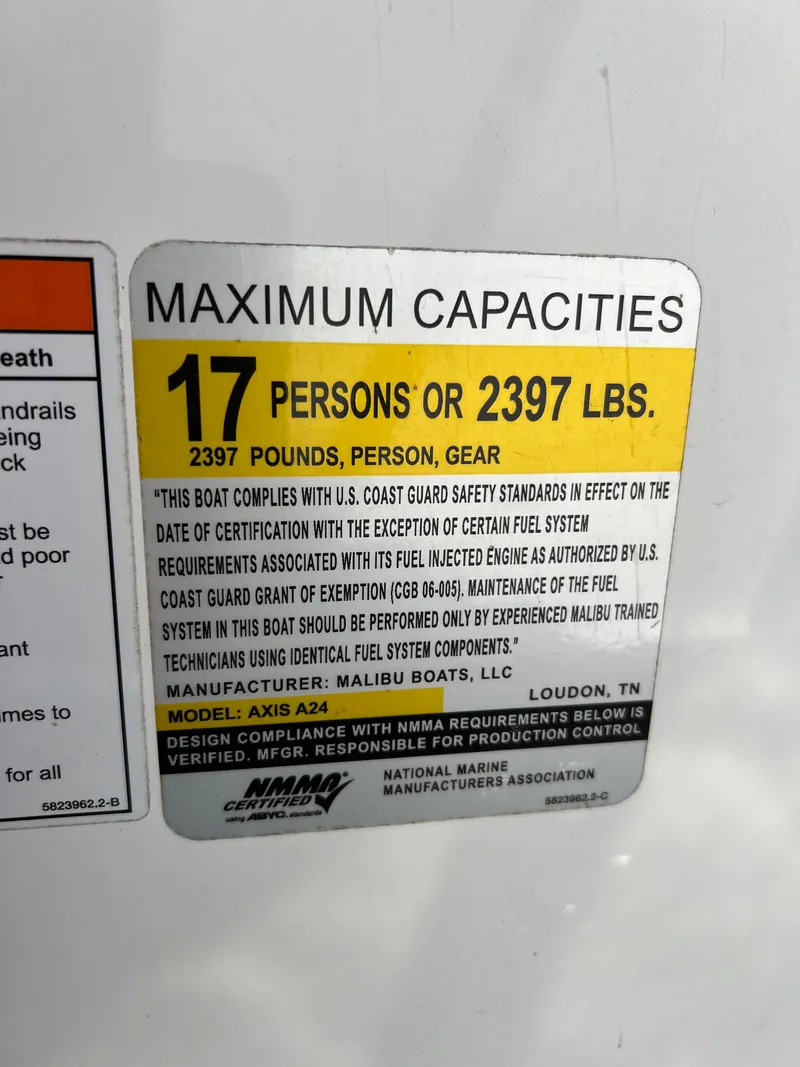 eath
ndrails
eing
ck
st be
d poor
ant
imes to
for all
5823962.2-B
MAXIMUM CAPACITIES
17 PERSONS OR 2397 LBS.
2397 POUNDS, PERSON, GEAR
"THIS BOAT COMPLIES WITH U.S. COAST GUARD SAFETY STANDARDS IN EFFECT ON THE
DATE OF CERTIFICATION WITH THE EXCEPTION OF CERTAIN FUEL SYSTEM
REQUIREMENTS ASSOCIATED WITH ITS FUEL INJECTED ENGINE AS AUTHORIZED BY U.S.
COAST GUARD GRANT OF EXEMPTION (CGB 06-005). MAINTENANCE OF THE FUEL
SYSTEM IN THIS BOAT SHOULD BE PERFORMED ONLY BY EXPERIENCED MALIBU TRAINED
TECHNICIANS USING IDENTICAL FUEL SYSTEM COMPONENTS."
MANUFACTURER: MALIBU BOATS, LLC
LOUDON, TN
MODEL: AXIS A24
DESIGN COMPLIANCE WITH NMMA REQUIREMENTS BELOW IS
VERIFIED. MFGR. RESPONSIBLE FOR PRODUCTION CONTROL
NMMA®
CERTIFIED
using ABYC. standards
NATIONAL MARINE
MANUFACTURERS ASSOCIATION
5823962.2-C